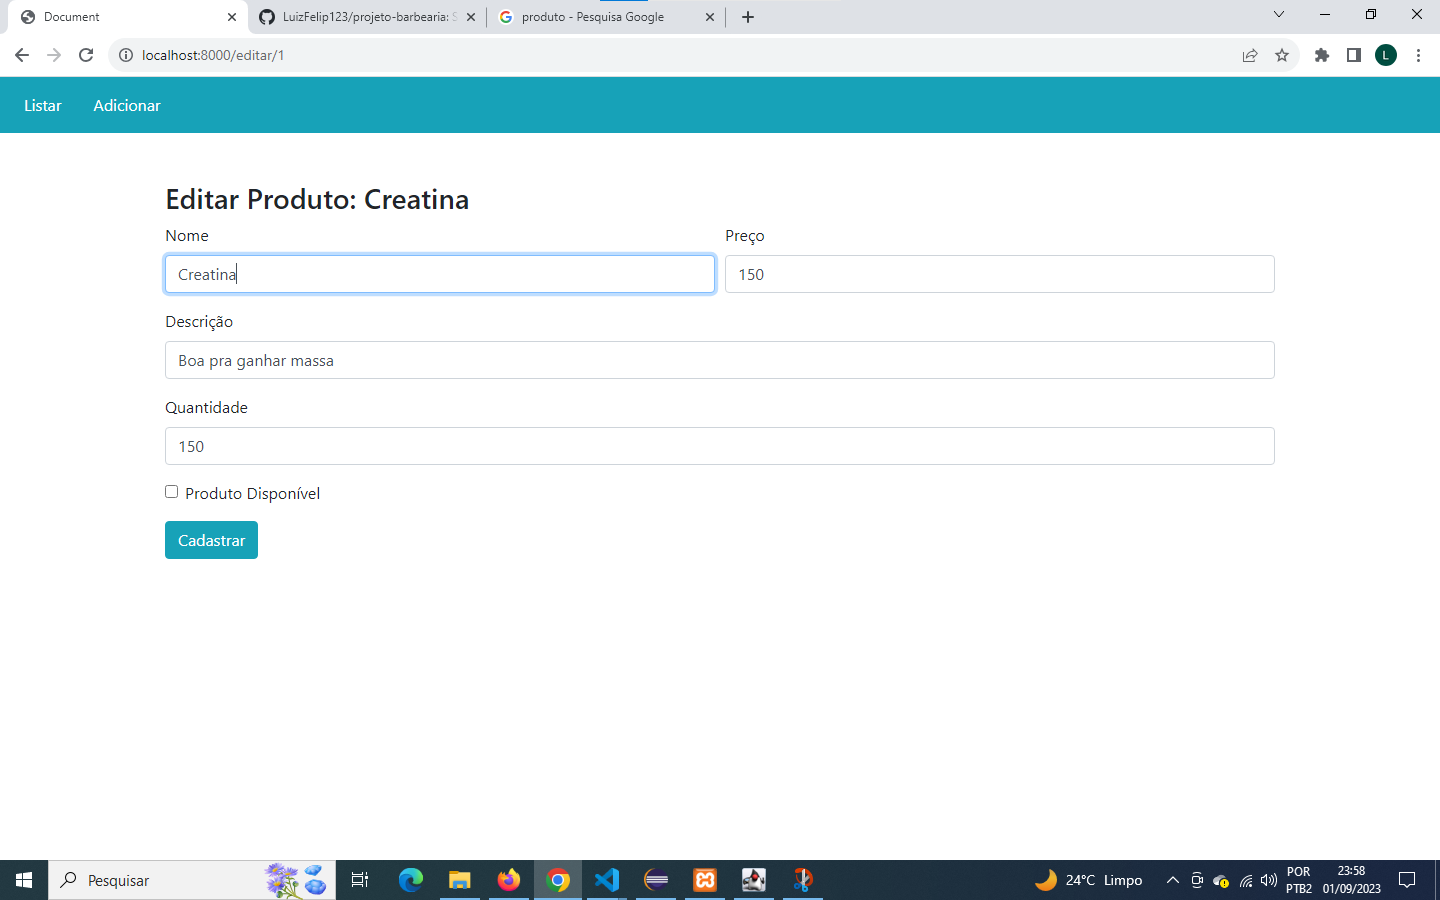 Document
LuizFelip123/projeto-barbearia: S
produto - Pesquisa Google
localhost:8000/editar/1
L
Listar
Adicionar
Editar Produto: Creatina
Nome
Preço
Creatina
150
Descrição
Boa pra ganhar massa
Quantidade
150
Produto Disponível
Cadastrar
Pesquisar
24°C Limpo
POR
PTB2
23:58
01/09/2023